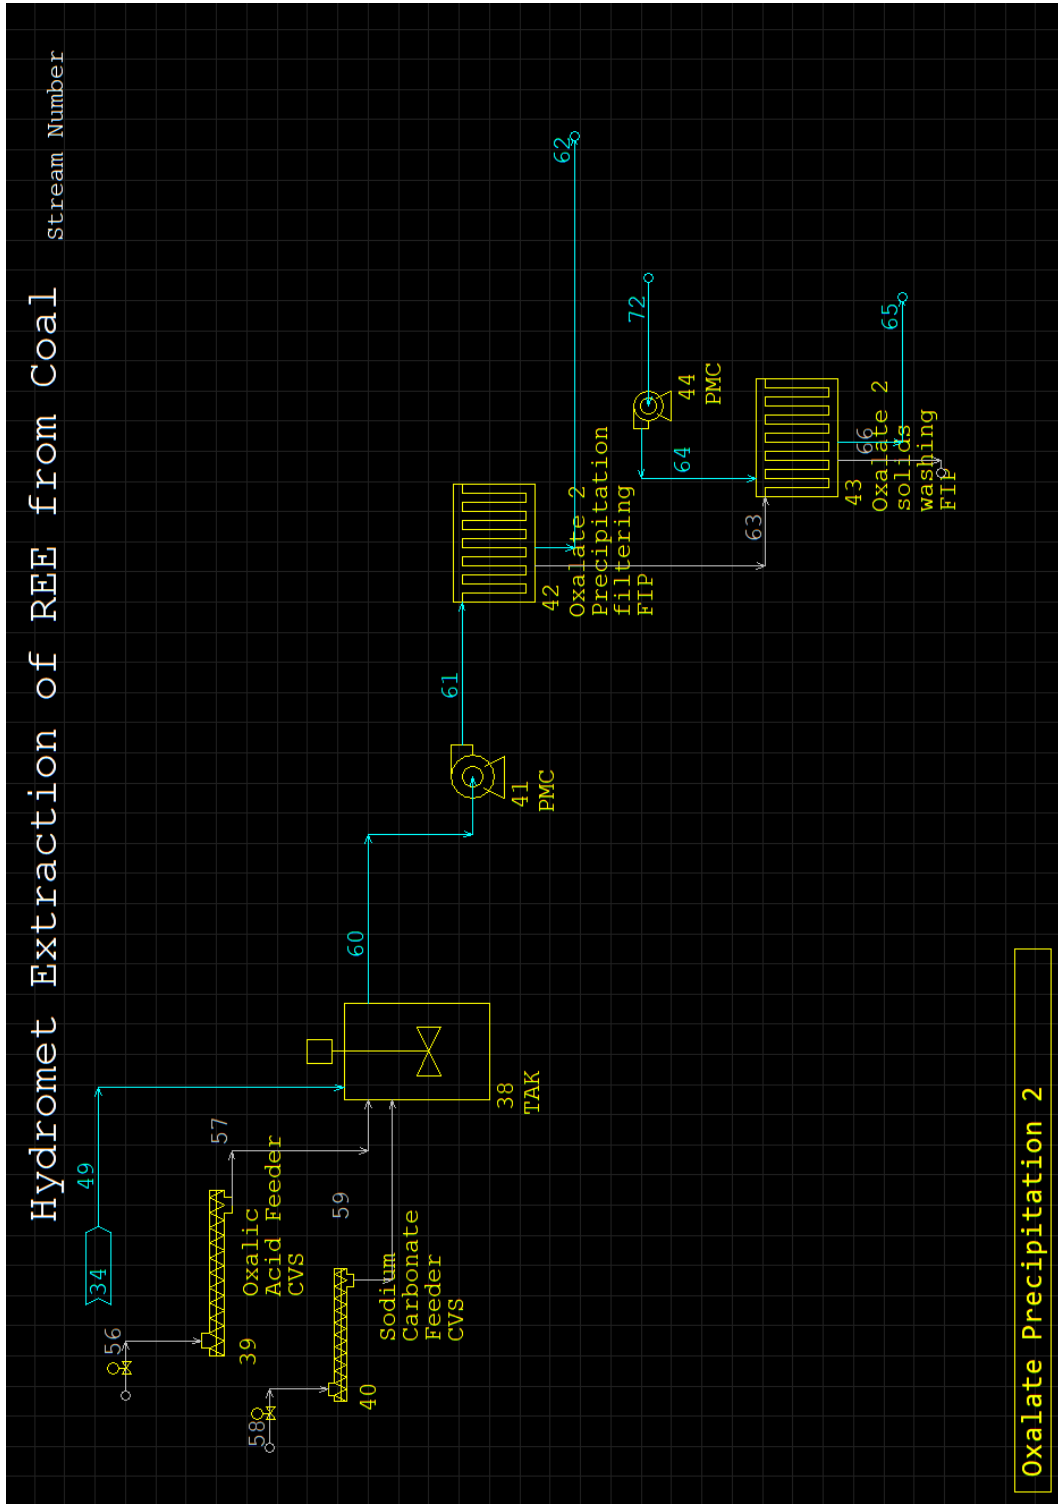 Hydromet Extraction of REE from Coal
Stream Number
34
49
56
57
39
Oxalic
Acid Feeder
CVS
58
59
40
Sodium
Carbonate
Feeder
CVS
38
TAK
60
41
PMC
61
42
Oxalate 2
Precipitation
filtering
FIP
62
72
44
PMC
64
63
43
Oxalate 2
solids
washing
FIP
66
65
Oxalate Precipitation 2